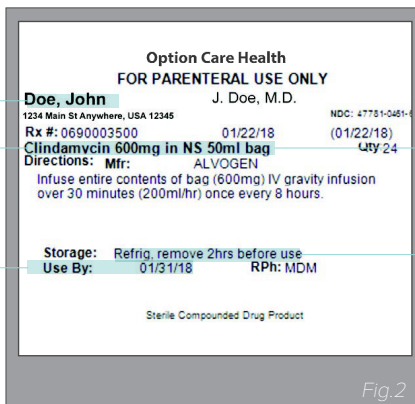 Option Care Health
FOR PARENTERAL USE ONLY
Doe, John J. Doe, M.D.
1234 Main St Anywhere, USA 12345 NDC: 47781-0461-
Rx #: 0690003500 01/22/18 (01/22/18)
Clindamycin 600mg in NS 50ml bag Qty 24
Directions: Mfr: ALVOGEN
Infuse entire contents of bag (600mg) IV gravity infusion
over 30 minutes (200ml/hr) once every 8 hours.
Storage: Refrig, remove 2hrs before use
Use By: 01/31/18 RPh: MDM
Sterile Compounded Drug Product
Fig.2